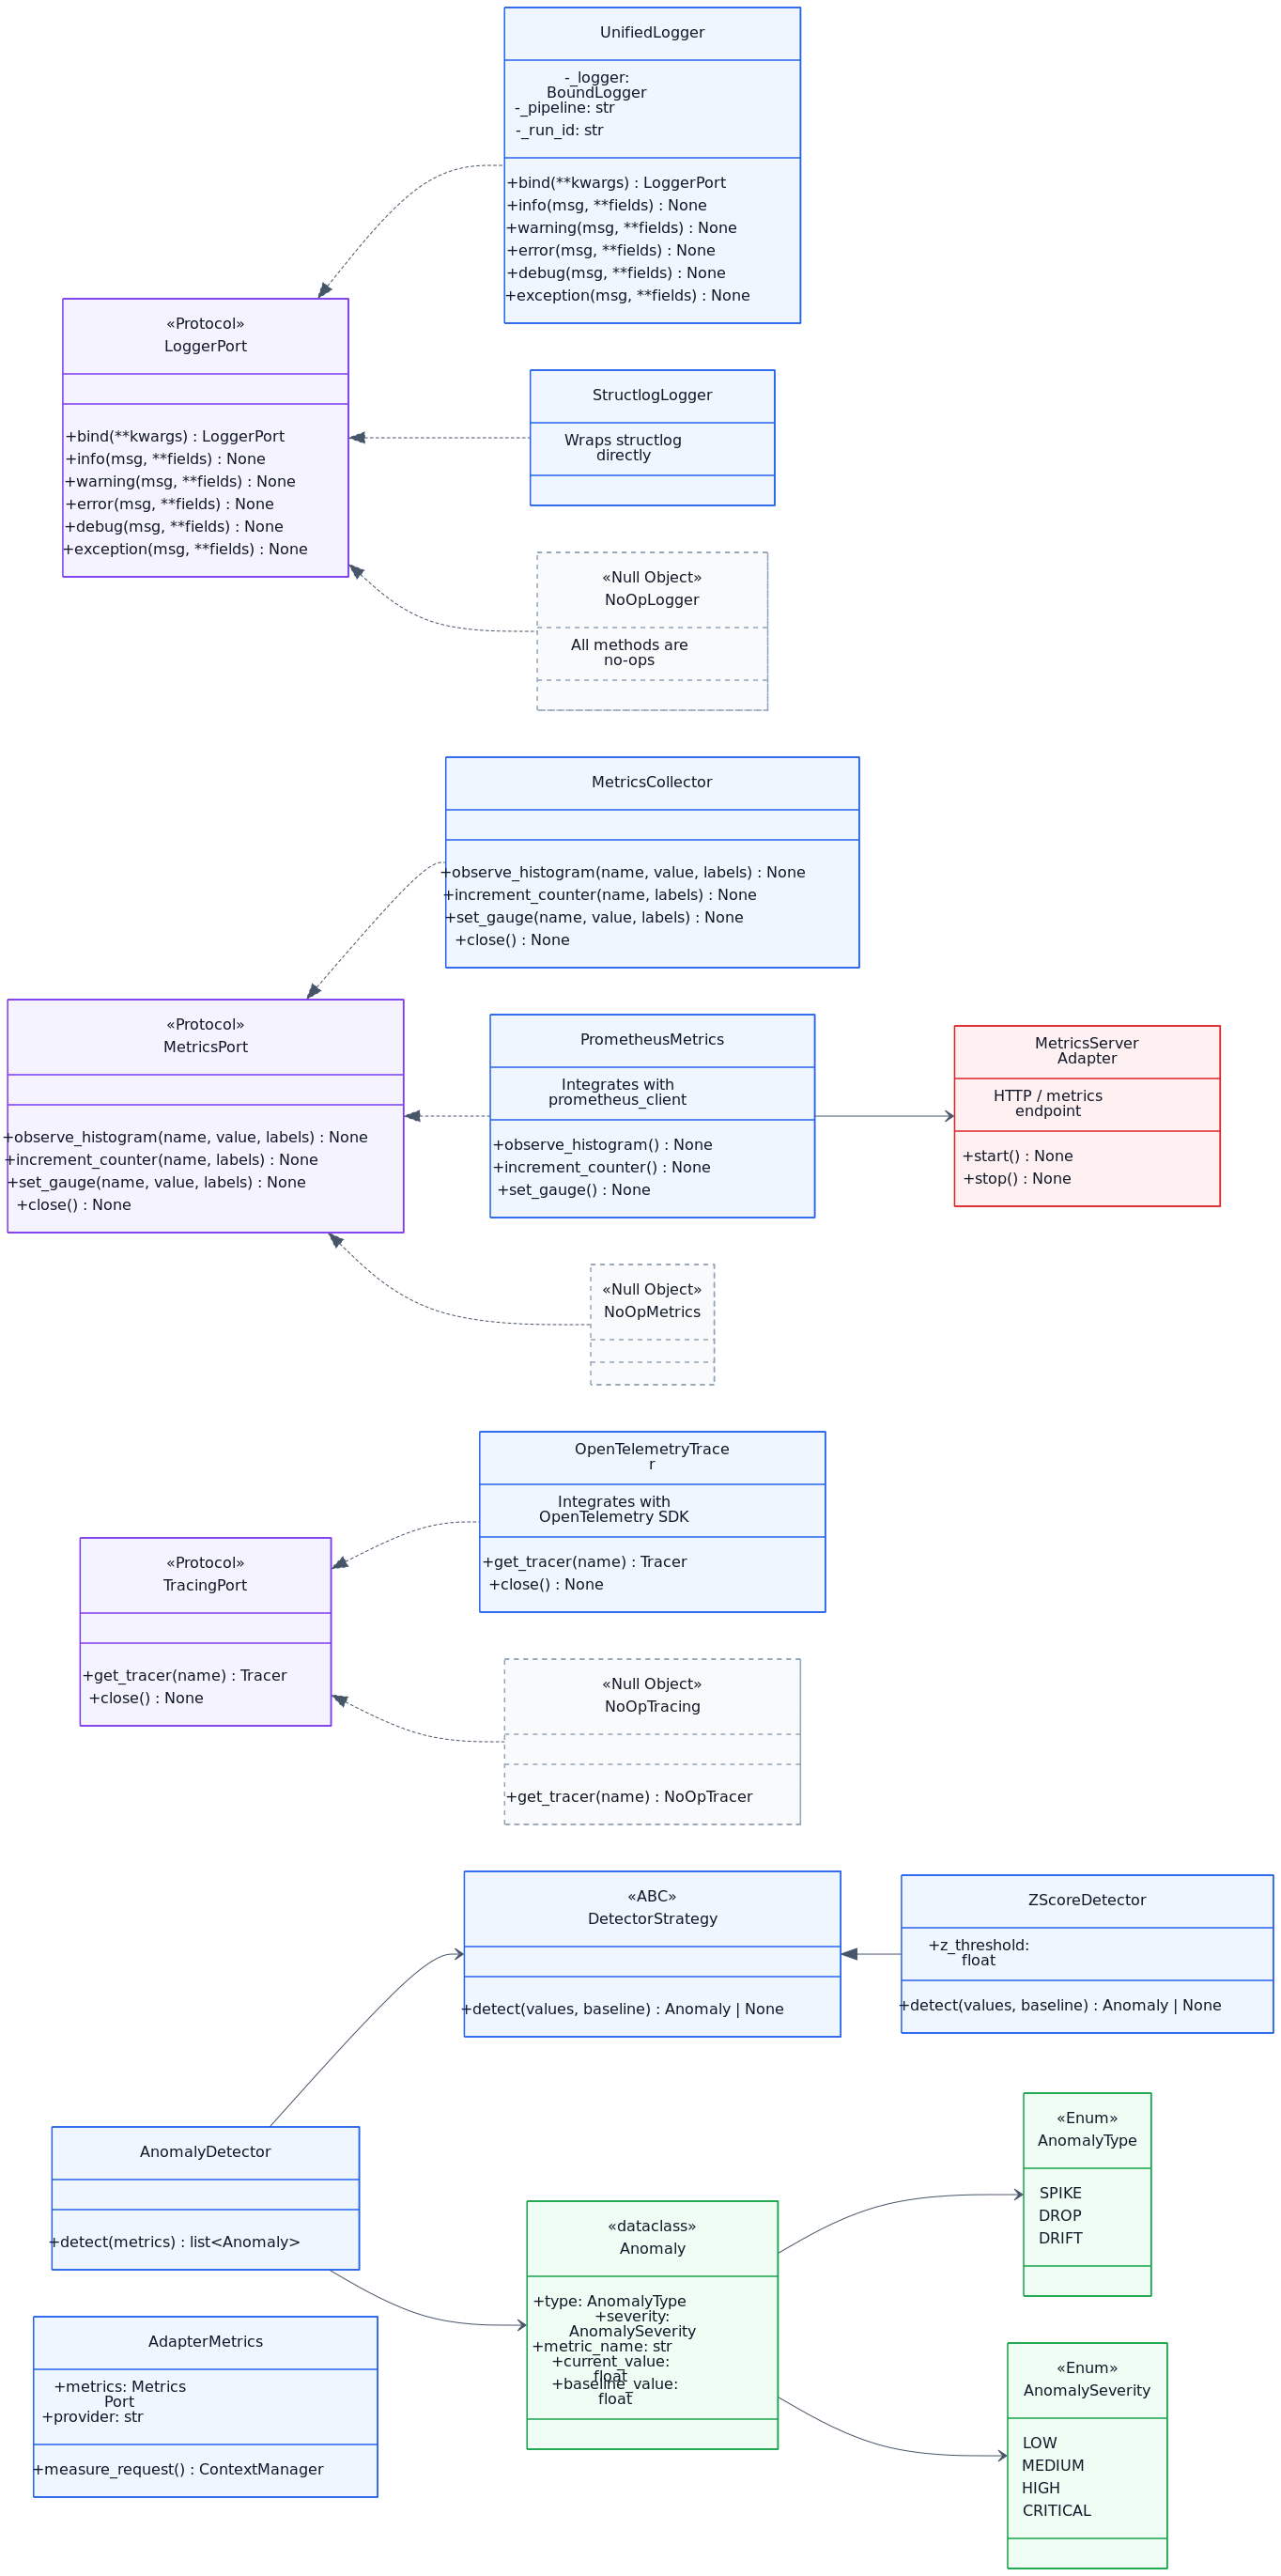 UnifiedLogger
-_logger:
BoundLogger
-_pipeline: str
-_run_id: str
+bind(**kwargs) : LoggerPort
+info(msg, **fields) : None
+warning(msg, **fields) : None
+error(msg, **fields) : None
+debug(msg, **fields) : None
+exception(msg, **fields) : None
«Protocol»
LoggerPort
+bind(**kwargs) : LoggerPort
+info(msg, **fields) : None
+warning(msg, **fields) : None
+error(msg, **fields) : None
+debug(msg, **fields) : None
+exception(msg, **fields) : None
StructlogLogger
Wraps structlog
directly
«Null Object»
NoOpLogger
All methods are
no-ops
MetricsCollector
+observe_histogram(name, value, labels) : None
+increment_counter(name, labels) : None
+set_gauge(name, value, labels) : None
+close() : None
«Protocol»
MetricsPort
+observe_histogram(name, value, labels) : None
+increment_counter(name, labels) : None
+set_gauge(name, value, labels) : None
+close() : None
PrometheusMetrics
Integrates with
prometheus_client
+observe_histogram() : None
+increment_counter() : None
+set_gauge() : None
MetricsServer
Adapter
HTTP / metrics
endpoint
+start() : None
+stop() : None
«Null Object»
NoOpMetrics
OpenTelemetryTrace
r
Integrates with
OpenTelemetry SDK
+get_tracer(name) : Tracer
+close() : None
«Protocol»
TracingPort
+get_tracer(name) : Tracer
+close() : None
«Null Object»
NoOpTracing
+get_tracer(name) : NoOpTracer
«ABC»
DetectorStrategy
+detect(values, baseline) : Anomaly | None
ZScoreDetector
+z_threshold:
float
+detect(values, baseline) : Anomaly | None
AnomalyDetector
+detect(metrics) : list<Anomaly>
«dataclass»
Anomaly
+type: AnomalyType
+severity:
AnomalySeverity
+metric_name: str
+current_value:
float
+baseline_value:
float
«Enum»
AnomalyType
SPIKE
DROP
DRIFT
AdapterMetrics
+metrics: Metrics
Port
+provider: str
+measure_request() : ContextManager
«Enum»
AnomalySeverity
LOW
MEDIUM
HIGH
CRITICAL